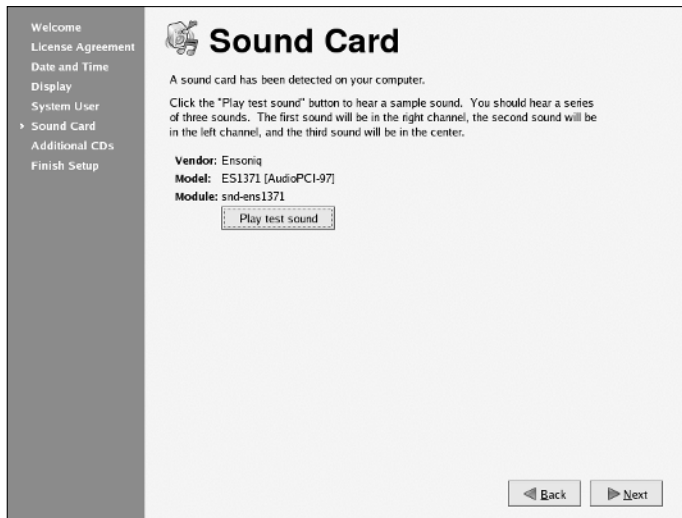 Welcome
License Agreement
Date and Time
Display
System User
Sound Card
Additional CDs
Finish Setup
Sound Card
A sound card has been detected on your computer.
Click the "Play test sound" button to hear a sample sound. You should hear a series
of three sounds. The first sound will be in the right channel, the second sound will be
in the left channel, and the third sound will be in the center.
Vendor: Ensoniq
Model: ES1371 [AudioPCI-97]
Module: snd-ens1371
Play test sound
Back
Next